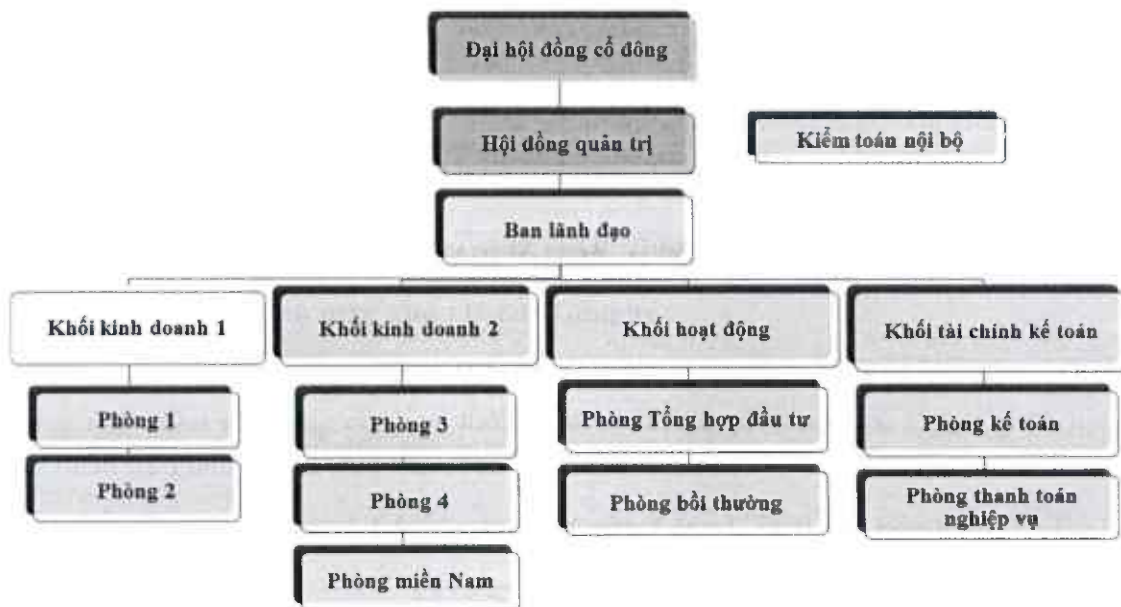 Đại hội đồng cổ đông
Hội đồng quản trị
Kiểm toán nội bộ
Ban lãnh đạo
Khối kinh doanh 1
Khối kinh doanh 2
Khối hoạt động
Khối tài chính kế toán
Phòng 1
Phòng 3
Phòng Tổng hợp đầu tư
Phòng kế toán
Phòng 2
Phòng 4
Phòng bồi thường
Phòng thanh toán
nghiệp vụ
Phòng miền Nam